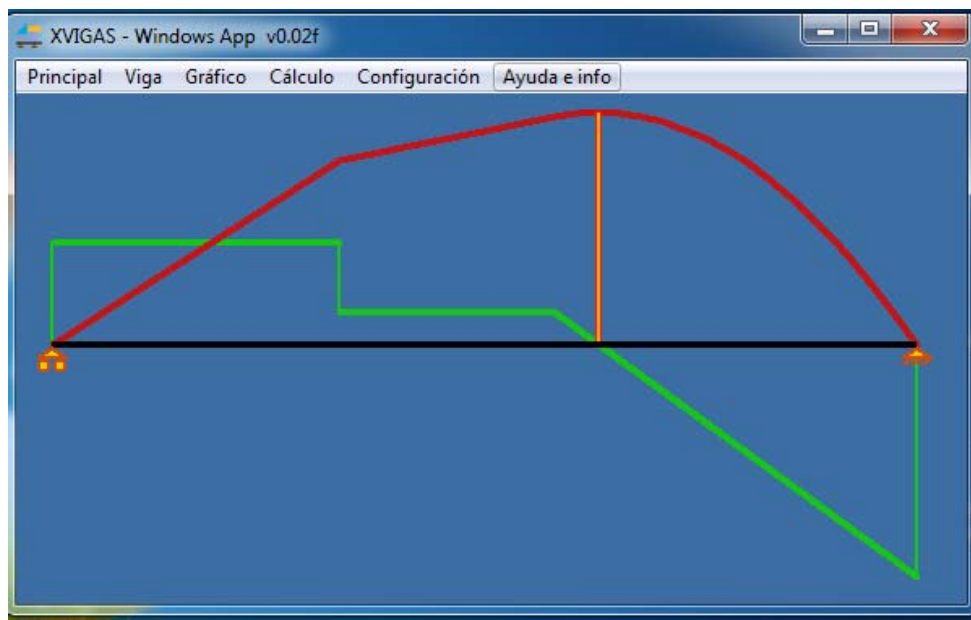 XVIGAS - Windows App v0.02f
Principal Viga Gráfico Cálculo Configuración Ayuda e info